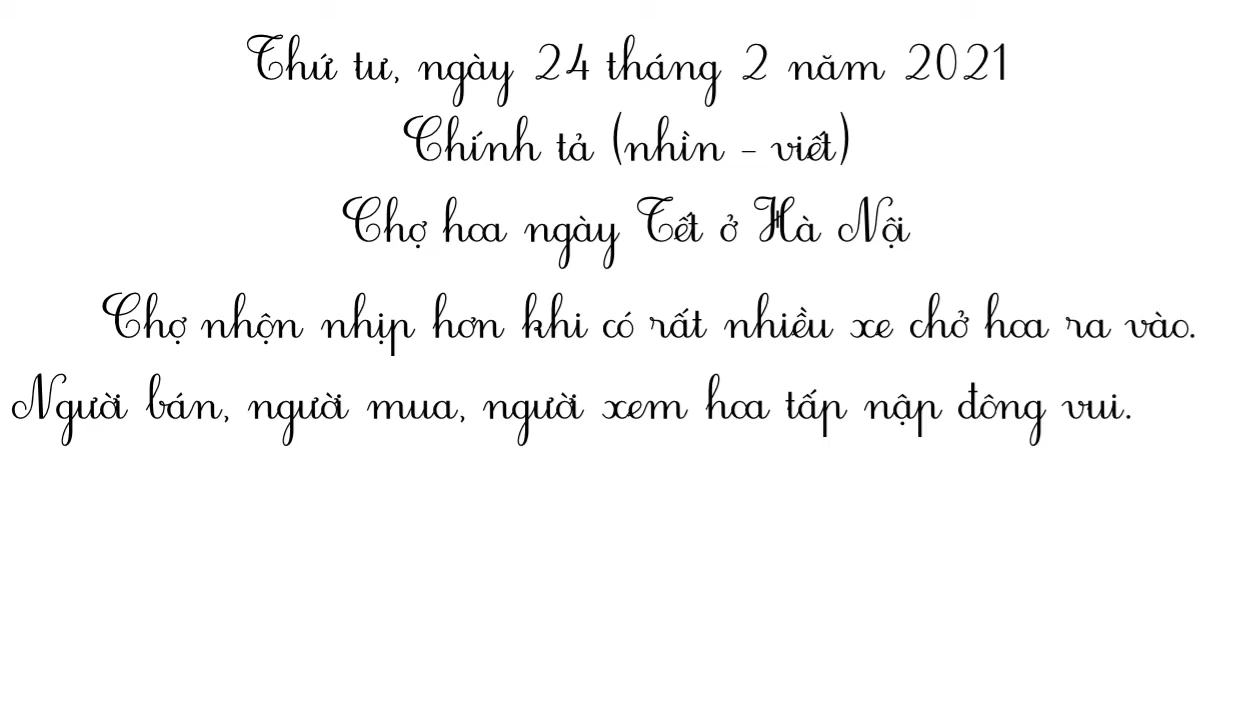 Thứ tư, ngày 24 tháng 2 năm 2021
Chính tả (nhìn - viết)
Chợ hoa ngày Tết ở Hà Nội
Chợ nhộn nhịp hơn khi có rất nhiều xe chở hoa ra vào.
Người bán, người mua, người xem hoa tấp nập đông vui.